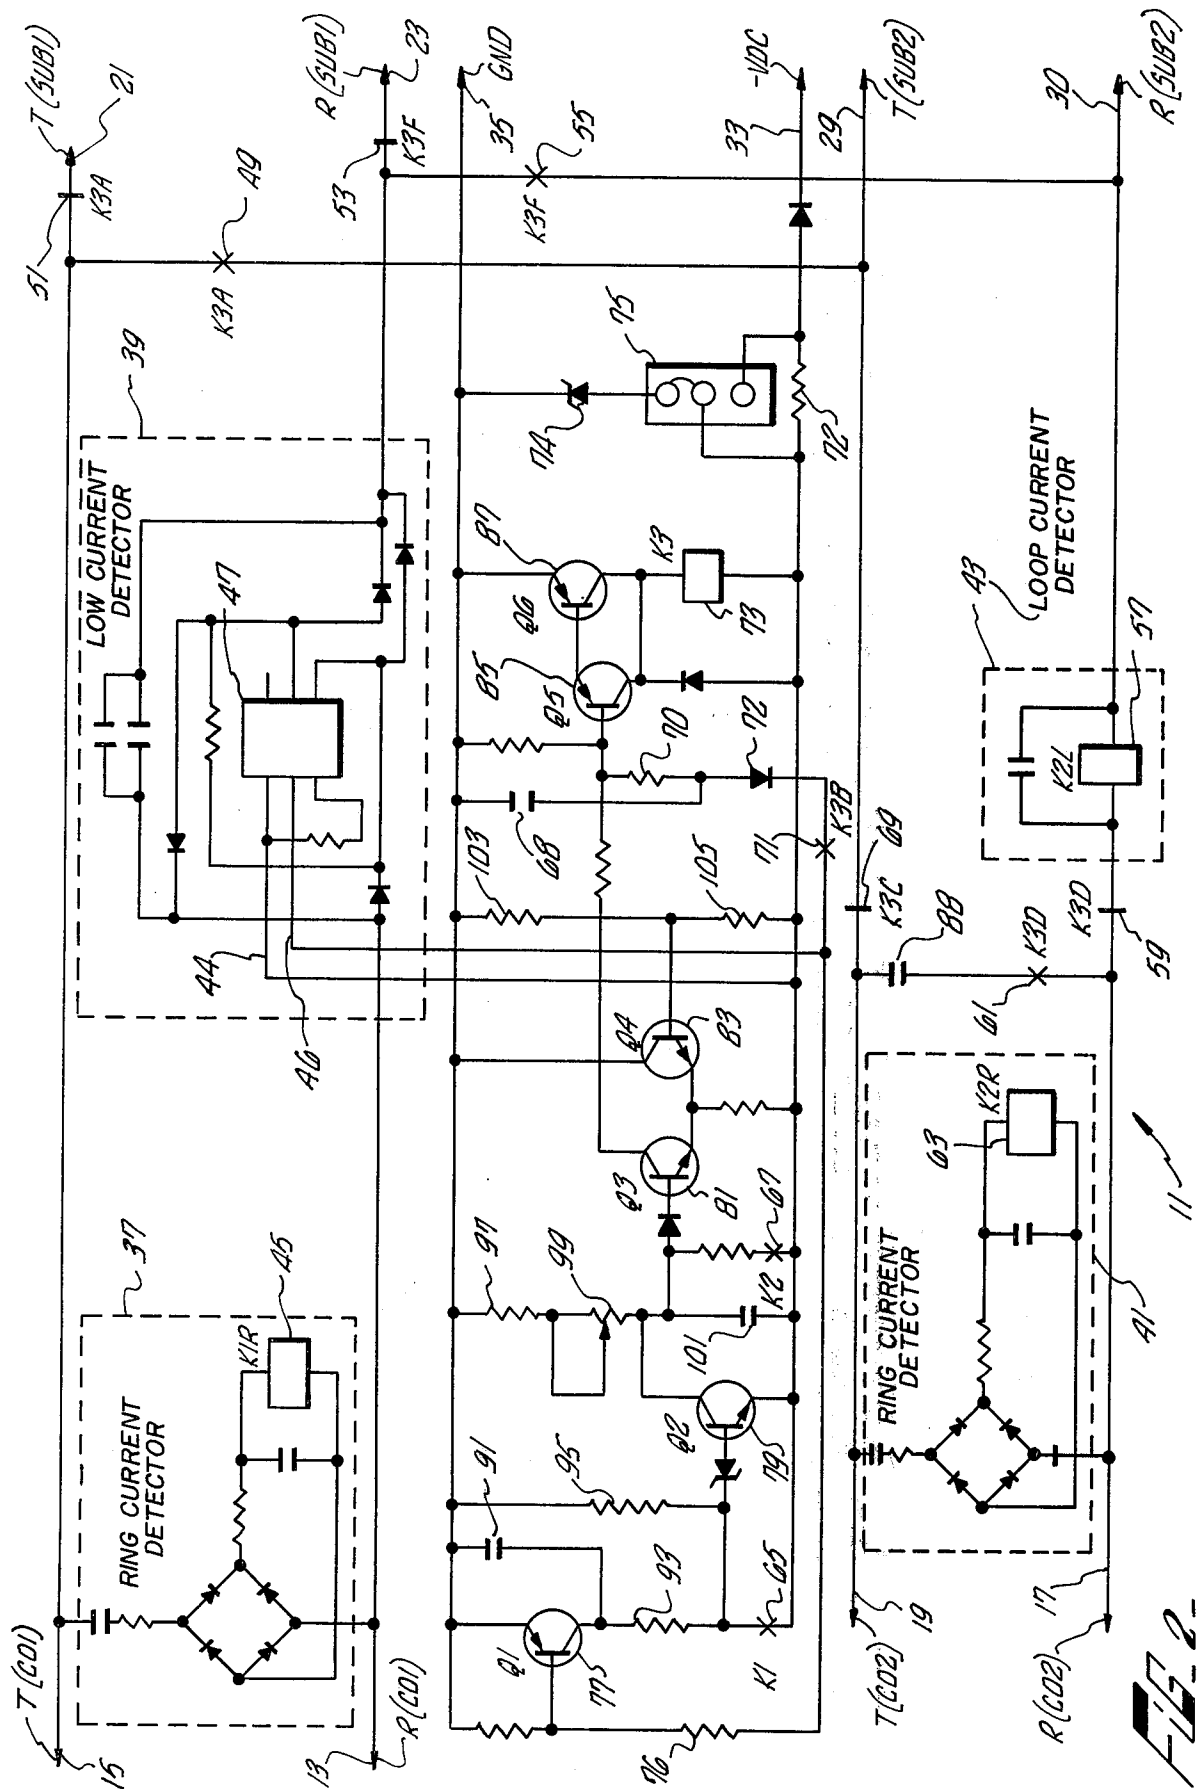 T(CO1)
15
13
R(CO1)
37
RING CURRENT
DETECTOR
K1R
45
LOW CURRENT
DETECTOR
39
44
46
47
51
K3A
T(SUB1)
21
K3A
49
R(SUB1)
23
53
K3F
35
GND
K3F
55
Q1
77
91
93
95
65
K1
76
97
99
101
K2
67
Q2
79
Q3
81
Q4
83
103
105
68
70
72
71
K3B
85
Q5
Q6
87
K3
73
74
75
72
33
-VDC
29
T(SUB2)
T(CO2)
19
R(CO2)
17
RING CURRENT
DETECTOR
41
63
K2R
K3C
69
88
61
K3D
K3D
59
43
LOOP CURRENT
DETECTOR
K2L
57
30
R(SUB2)
11
FIG_2_